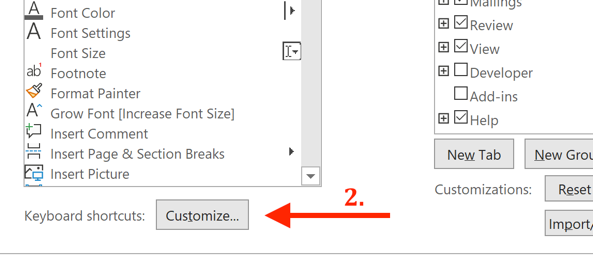 Font Color
Font Settings
Font Size
Footnote
Format Painter
Grow Font [Increase Font Size]
Insert Comment
Insert Page & Section Breaks
Insert Picture
Keyboard shortcuts: Customize...
2.
Mailings
Review
View
Developer
Add-ins
Help
New Tab New Grou
Customizations: Reset
Import/